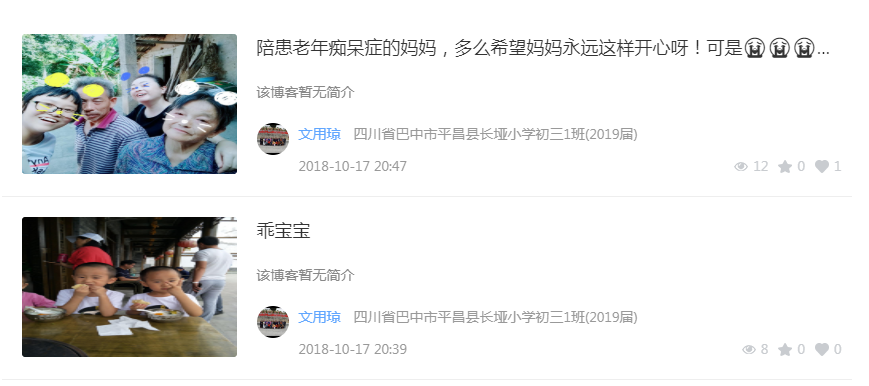 陪患老年痴呆症的妈妈，多么希望妈妈永远这样开心呀！可是😭😭😭...
该博客暂无简介
文用琼 四川省巴中市平昌县长垭小学初三1班(2019届)
2018-10-17 20:47 12 0 1
乖宝宝
该博客暂无简介
文用琼 四川省巴中市平昌县长垭小学初三1班(2019届)
2018-10-17 20:39 8 0 0